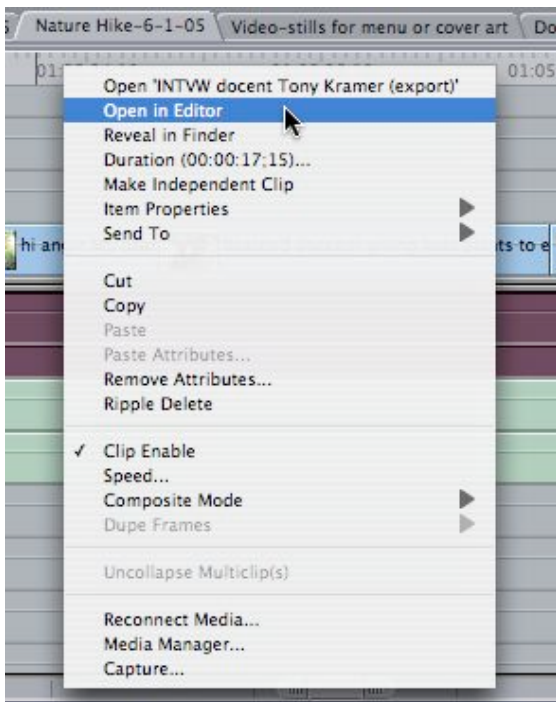 Nature Hike-6-1-05 Video-stills for menu or cover art Do
01:05
Open 'INTVW docent Tony Kramer (export)'
Open in Editor
Reveal in Finder
Duration (00:00:17;15)...
Make Independent Clip
Item Properties
Send To
hi an
ts to e
Cut
Copy
Paste
Paste Attributes...
Remove Attributes...
Ripple Delete
✓ Clip Enable
Speed...
Composite Mode
Dupe Frames
Uncollapse Multiclip(s)
Reconnect Media...
Media Manager...
Capture...